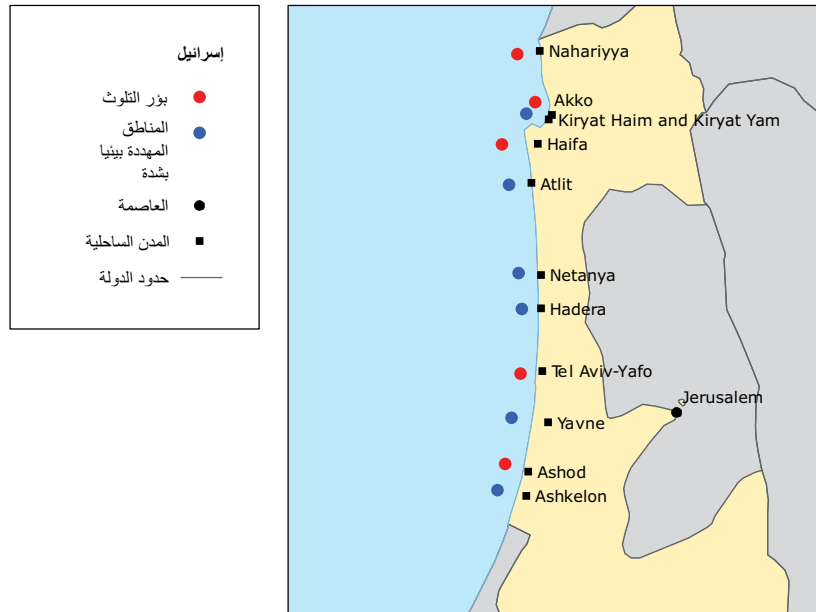 إسرائيل
بؤر التلوث
المناطق
المهددة بيئيا
بشدة
العاصمة
المدن الساحلية
حدود الدولة
Nahariyya
Akko
Kiryat Haim and Kiryat Yam
Haifa
Atlit
Netanya
Hadera
Tel Aviv-Yafo
Jerusalem
Yavne
Ashod
Ashkelon